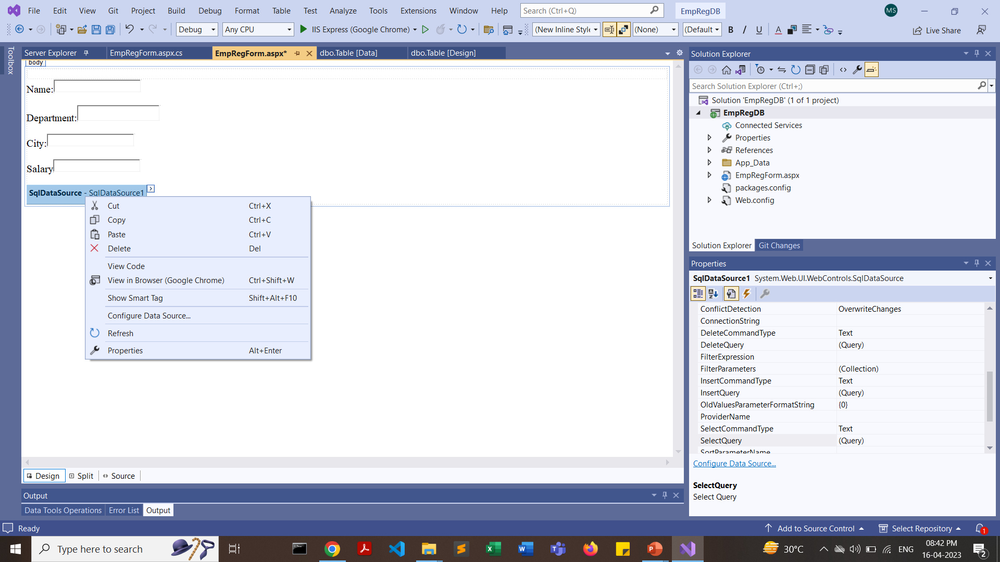 File Edit View Git Project Build Debug Format Table Test Analyze Tools Extensions Window Help Search (Ctrl+Q) EmpRegDB MS
Debug Any CPU IIS Express (Google Chrome) (New Inline Style (None) (Default B I U A Live Share
Toolbox
Server Explorer EmpRegForm.aspx.cs EmpRegForm.aspx* dbo.Table [Data] dbo.Table [Design]
body
Name:
Department:
City:
Salary
SqlDataSource - SqlDataSource1
Cut Ctrl+X
Copy Ctrl+C
Paste Ctrl+V
Delete Del
View Code
View in Browser (Google Chrome) Ctrl+Shift+W
Show Smart Tag Shift+Alt+F10
Configure Data Source...
Refresh
Properties Alt+Enter
Design Split Source
Output
Data Tools Operations Error List Output
Solution Explorer
Search Solution Explorer (Ctrl+;)
Solution 'EmpRegDB' (1 of 1 project)
EmpRegDB
Connected Services
Properties
References
App_Data
EmpRegForm.aspx
packages.config
Web.config
Solution Explorer Git Changes
Properties
SqlDataSource1 System.Web.UI.WebControls.SqlDataSource
ConflictDetection OverwriteChanges
ConnectionString
DeleteCommandType Text
DeleteQuery (Query)
FilterExpression
FilterParameters (Collection)
InsertCommandType Text
InsertQuery (Query)
OldValuesParameterFormatString {0}
ProviderName
SelectCommandType Text
SelectQuery (Query)
SortParameterName
Configure Data Source...
SelectQuery
Select Query
Ready Add to Source Control Select Repository 1
Type here to search 30°C ENG 08:42 PM
16-04-2023 2